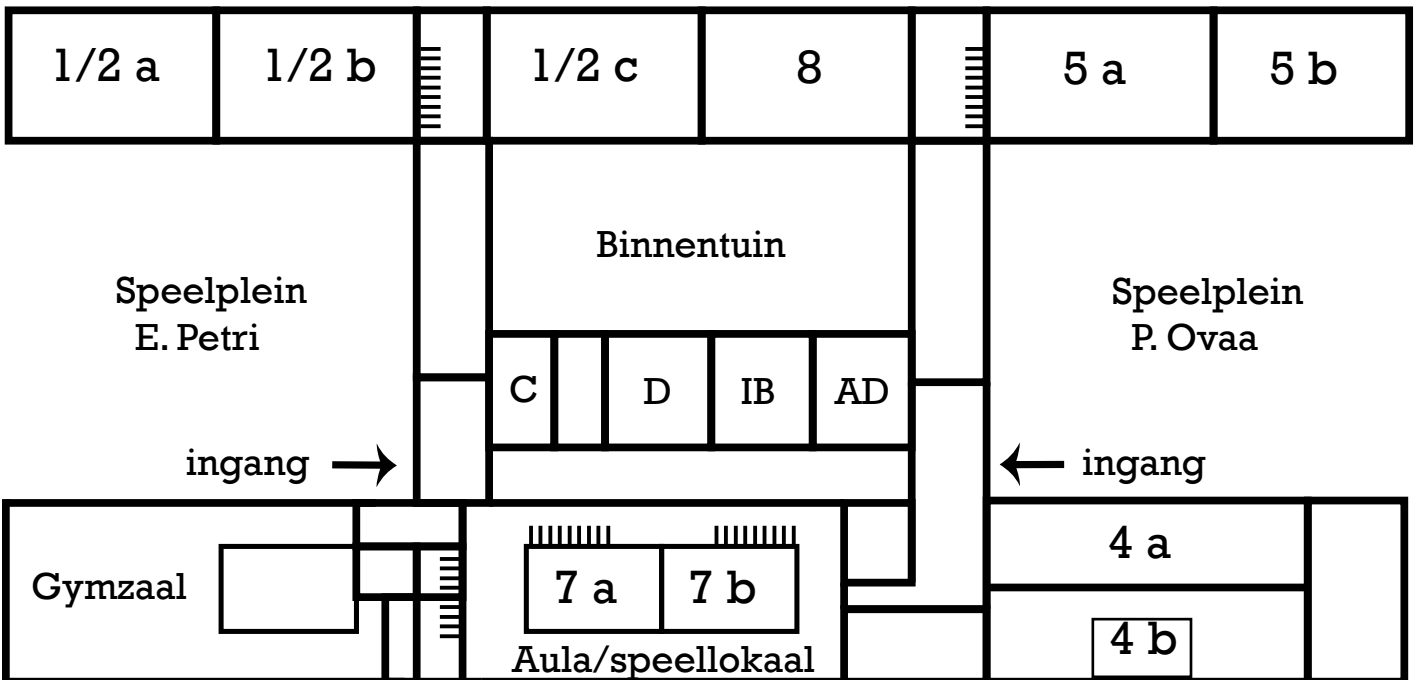 1/2 a
1/2 b
1/2 c
8
5 a
5 b
Binnentuin
Speelplein
E. Petri
Speelplein
P. Ovaa
C
D
IB
AD
ingang
ingang
4 a
Gymzaal
7 a
7 b
4 b
Aula/speellokaal